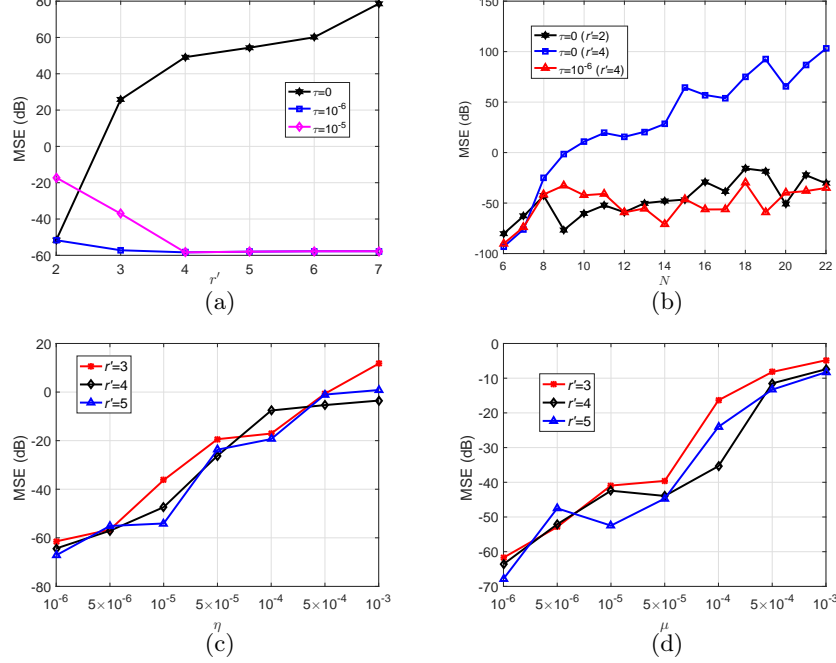 80
60
40
20
0
-20
-40
-60
MSE (dB)
2 3 4 5 6 7
r′
τ=0
τ=10⁻⁶
τ=10⁻⁵
(a)
150
100
50
0
-50
-100
MSE (dB)
6 8 10 12 14 16 18 20 22
N
τ=0 (r′=2)
τ=0 (r′=4)
τ=10⁻⁶ (r′=4)
(b)
20
0
-20
-40
-60
-80
MSE (dB)
10⁻⁶ 5×10⁻⁶ 10⁻⁵ 5×10⁻⁵ 10⁻⁴ 5×10⁻⁴ 10⁻³
η
r′=3
r′=4
r′=5
(c)
0
-10
-20
-30
-40
-50
-60
-70
MSE (dB)
10⁻⁶ 5×10⁻⁶ 10⁻⁵ 5×10⁻⁵ 10⁻⁴ 5×10⁻⁴ 10⁻³
μ
r′=3
r′=4
r′=5
(d)